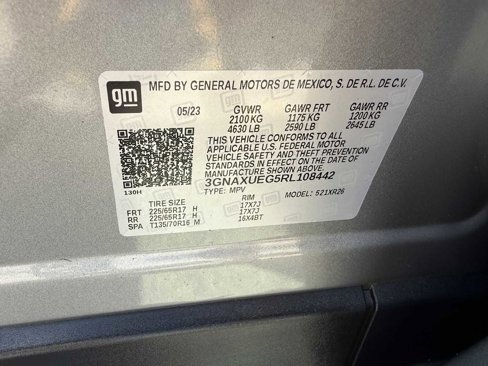 gm
MFD BY GENERAL MOTORS DE MEXICO, S. DE R.L. DE C.V.
05/23 GVWR GAWR FRT GAWR RR
2100 KG 1175 KG 1200 KG
4630 LB 2590 LB 2645 LB
THIS VEHICLE CONFORMS TO ALL
APPLICABLE U.S. FEDERAL MOTOR
VEHICLE SAFETY AND THEFT PREVENTION
STANDARDS IN EFFECT ON THE DATE OF
MANUFACTURE SHOWN ABOVE.
3GNAXUEG5RL108442
130H TYPE: MPV MODEL: 521XR26
TIRE SIZE RIM
FRT 225/65R17 H 17X7J
RR 225/65R17 H 17X7J
SPA T135/70R16 M 16X4BT